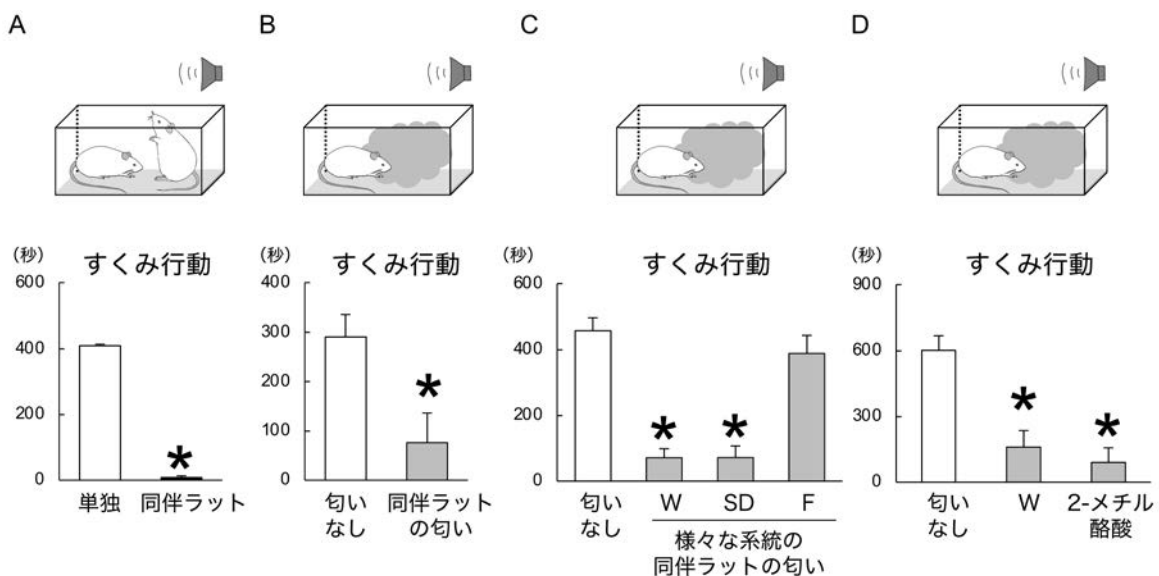 A
B
C
D
(秒)
すくみ行動
600
400
200
0
単独
同伴ラット
(秒)
すくみ行動
400
300
200
100
0
匂い
なし
同伴ラット
の匂い
(秒)
すくみ行動
600
400
200
0
匂い
なし
W
SD
F
様々な系統の
同伴ラットの匂い
(秒)
すくみ行動
900
600
300
0
匂い
なし
W
2-メチル
酪酸